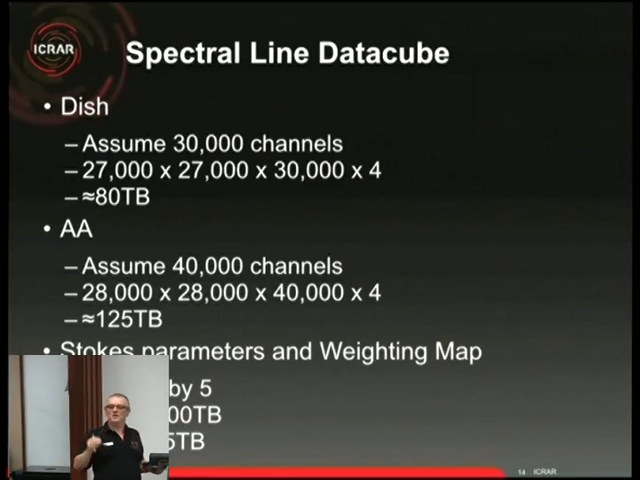 ICRAR
Spectral Line Datacube
• Dish
– Assume 30,000 channels
– 27,000 x 27,000 x 30,000 x 4
– ≈80TB
• AA
– Assume 40,000 channels
– 28,000 x 28,000 x 40,000 x 4
– ≈125TB
• Stokes parameters and Weighting Map
by 5
00TB
5TB
14 ICRAR